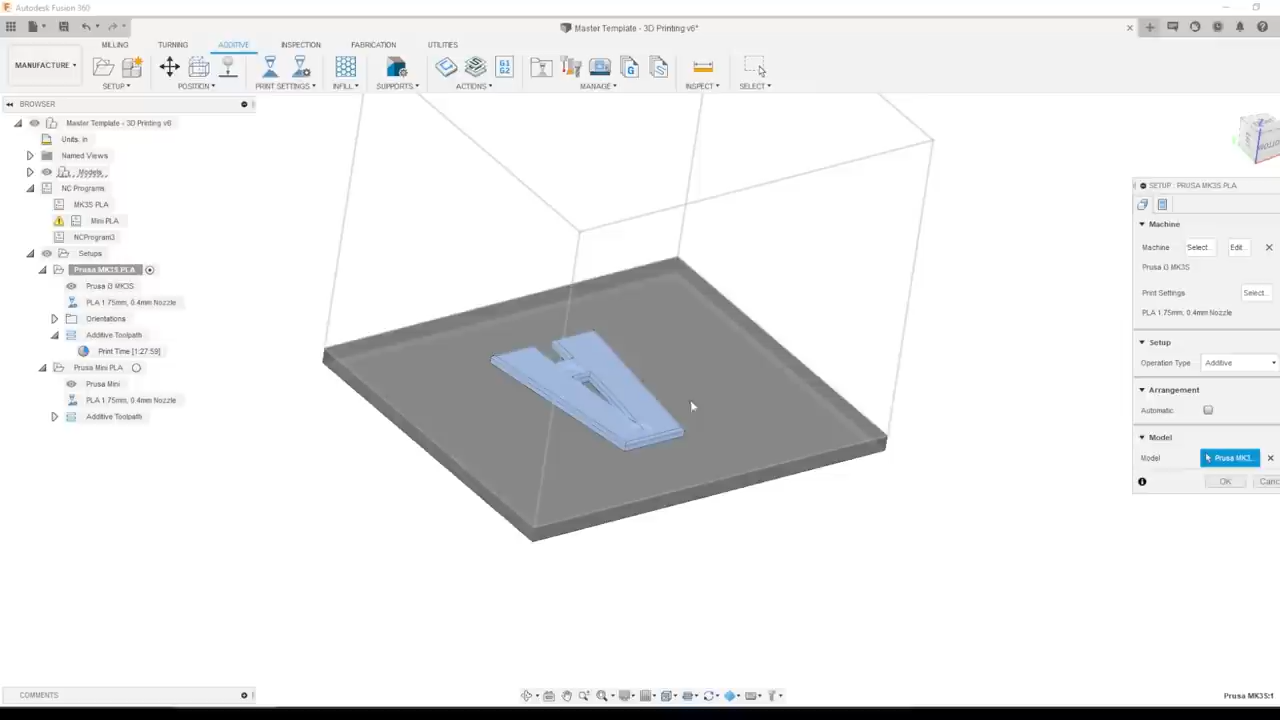 Autodesk Fusion 360
Master Template - 3D Printing v6*
MANUFACTURE
MILLING TURNING ADDITIVE INSPECTION FABRICATION UTILITIES
SETUP POSITION PRINT SETTINGS INFILL SUPPORTS ACTIONS MANAGE INSPECT SELECT
G1
G2
G
BROWSER
Master Template - 3D Printing v6
Units: in
Named Views
Models
NC Programs
MK3S PLA
Mini PLA
NCProgram3
Setups
Prusa MK3S PLA
Prusa i3 MK3S
PLA 1.75mm, 0.4mm Nozzle
Orientations
Additive Toolpath
Print Time [1:27:59]
Prusa Mini PLA
Prusa Mini
PLA 1.75mm, 0.4mm Nozzle
Additive Toolpath
Z
SETUP : PRUSA MK3S PLA
Machine
Machine Select... Edit...
Prusa i3 MK3S
Print Settings Select...
PLA 1.75mm, 0.4mm Nozzle
Setup
Operation Type Additive
Arrangement
Automatic
Model
Model Prusa MK3...
OK Canc
COMMENTS
Prusa MK3S:1